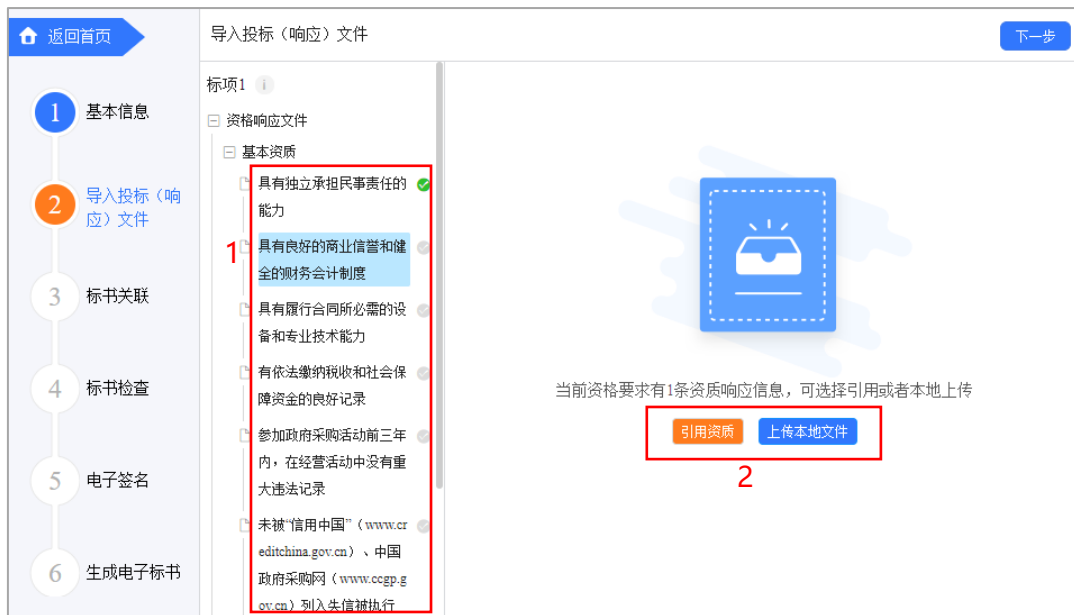 返回首页
导入投标（响应）文件
下一步
1
基本信息
2
导入投标（响
应）文件
3
标书关联
4
标书检查
5
电子签名
6
生成电子标书
标项1
资格响应文件
基本资质
1
具有独立承担民事责任的
能力
具有良好的商业信誉和健
全的财务会计制度
具有履行合同所必需的设
备和专业技术能力
有依法缴纳税收和社会保
障资金的良好记录
参加政府采购活动前三年
内，在经营活动中没有重
大违法记录
未被“信用中国”（www.cr
editchina.gov.cn）、中国
政府采购网（www.ccgp.g
ov.cn）列入失信被执行
当前资格要求有1条资质响应信息，可选择引用或者本地上传
引用资质
上传本地文件
2